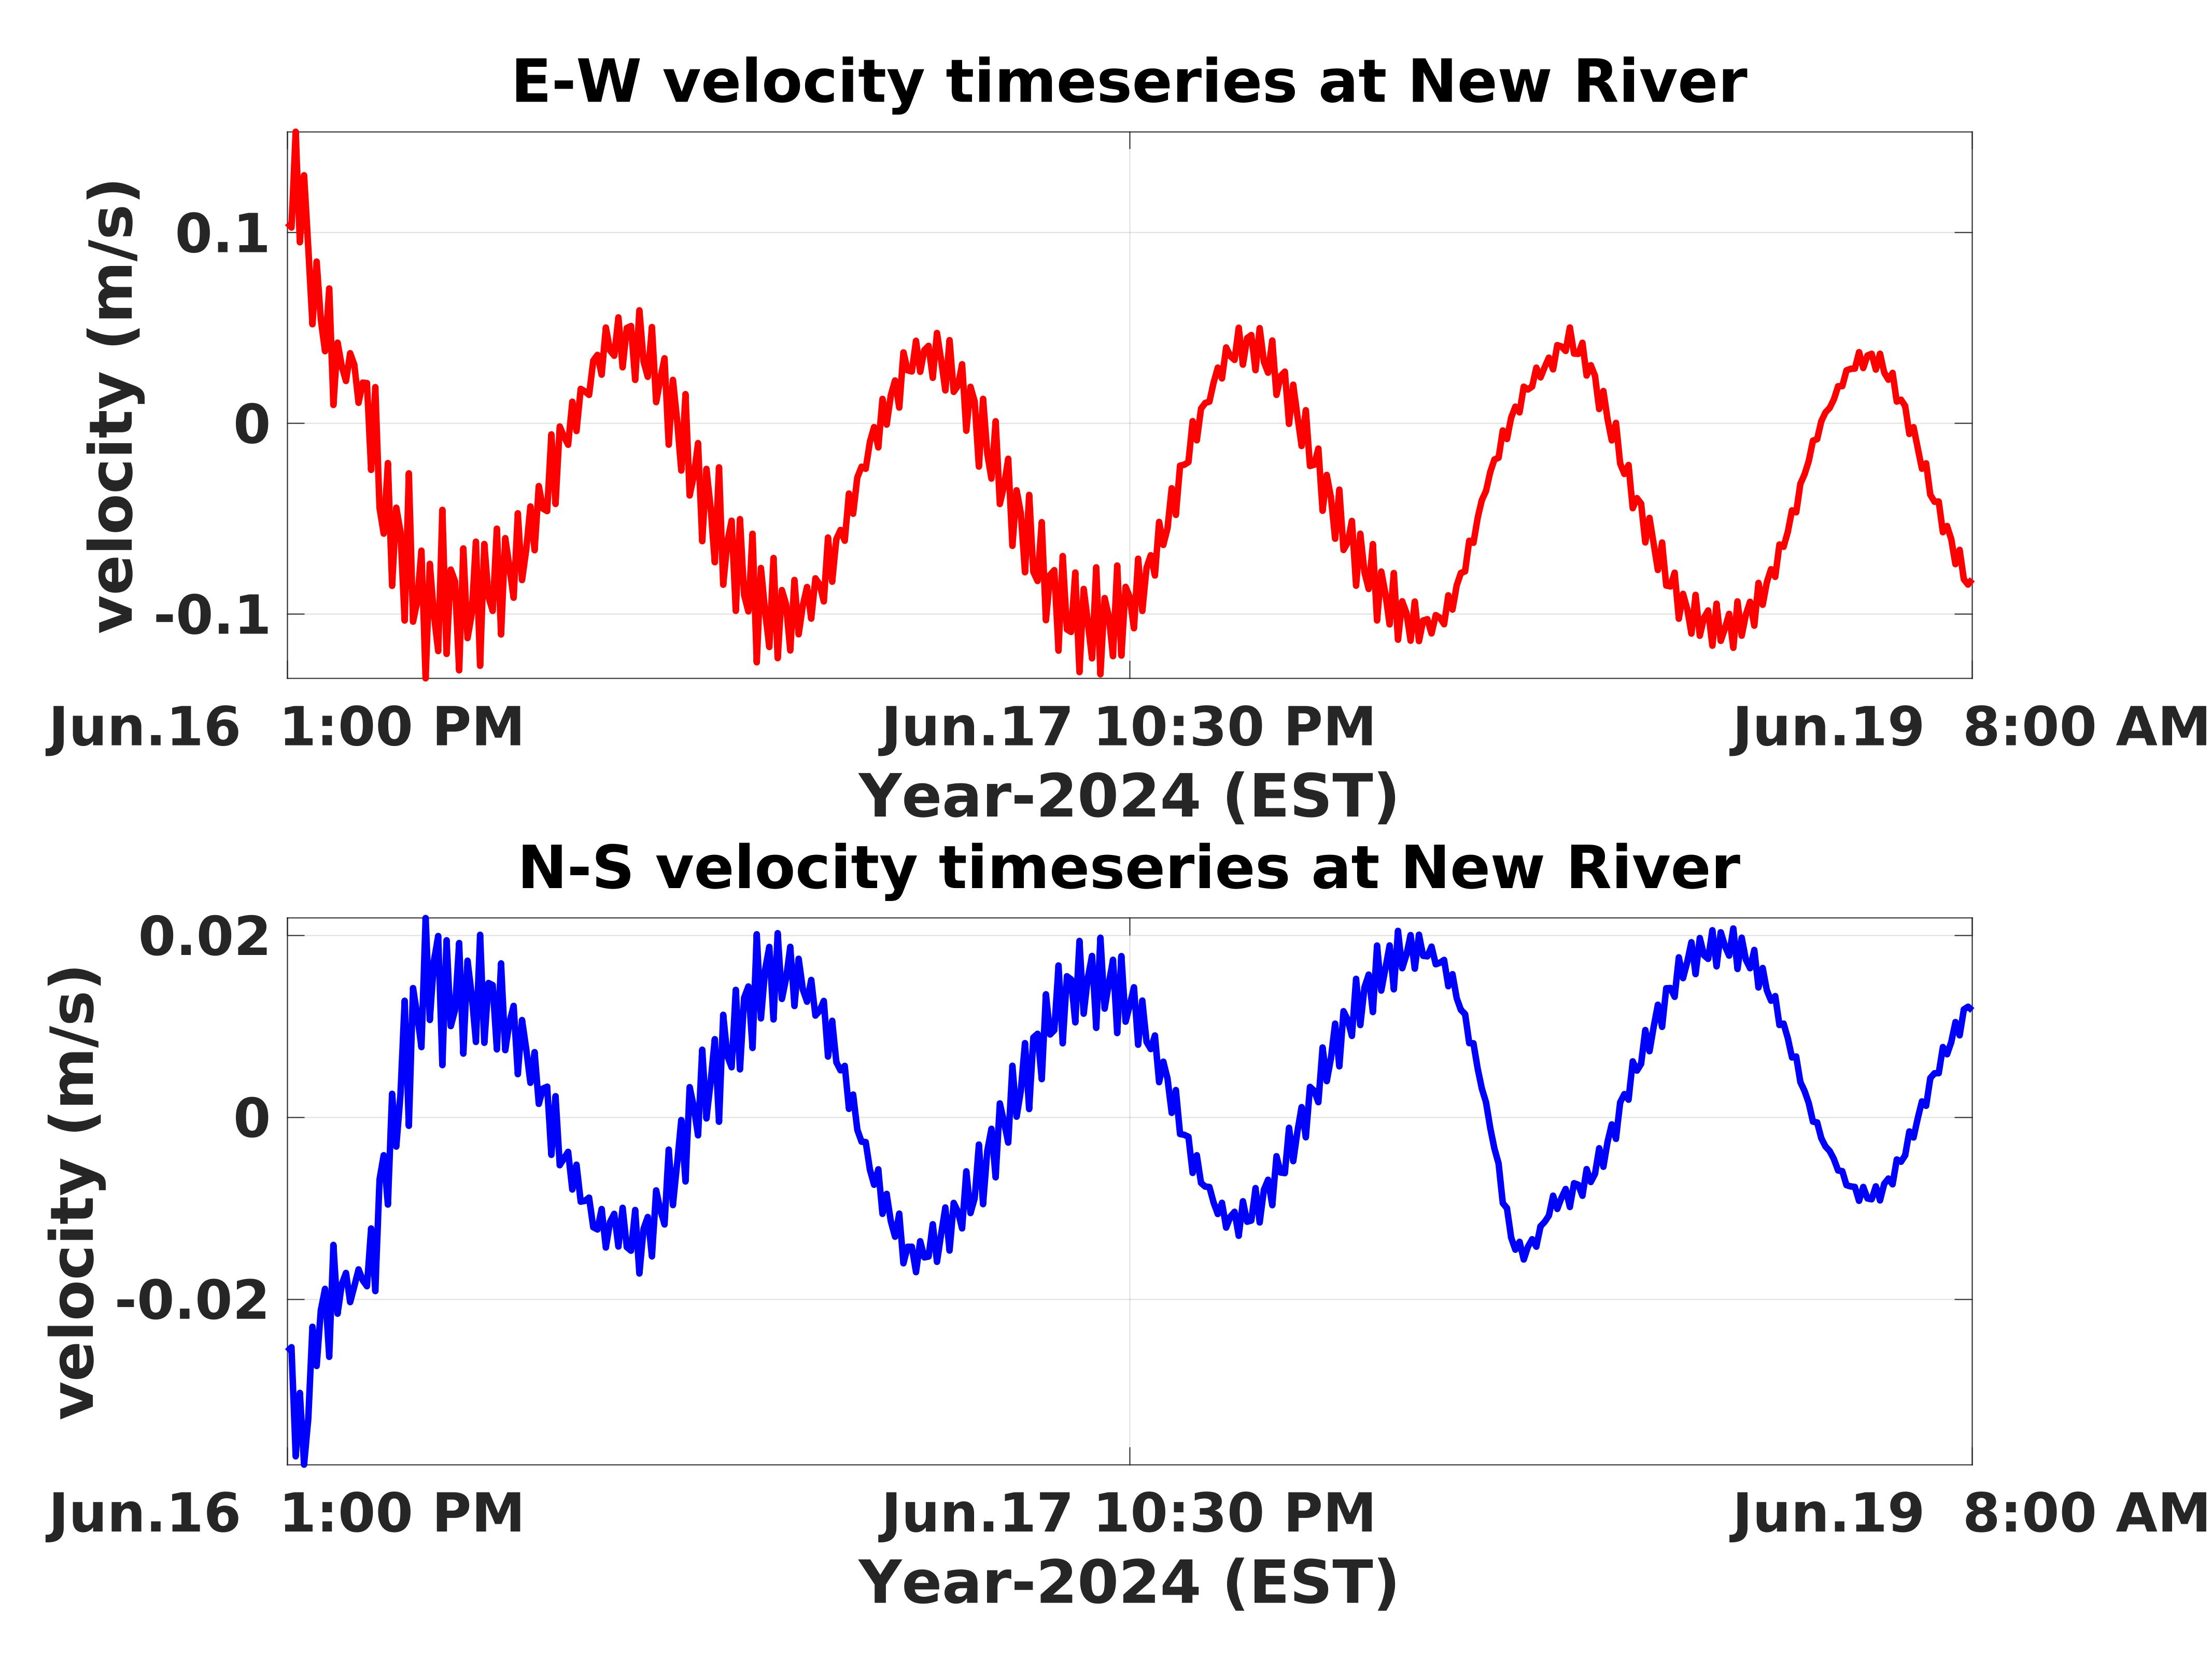 E-W velocity timeseries at New River
velocity (m/s)
0.1
0
-0.1
Jun.16  1:00 PM
Jun.17 10:30 PM
Jun.19  8:00 AM
Year-2024 (EST)
N-S velocity timeseries at New River
velocity (m/s)
0.02
0
-0.02
Jun.16  1:00 PM
Jun.17 10:30 PM
Jun.19  8:00 AM
Year-2024 (EST)